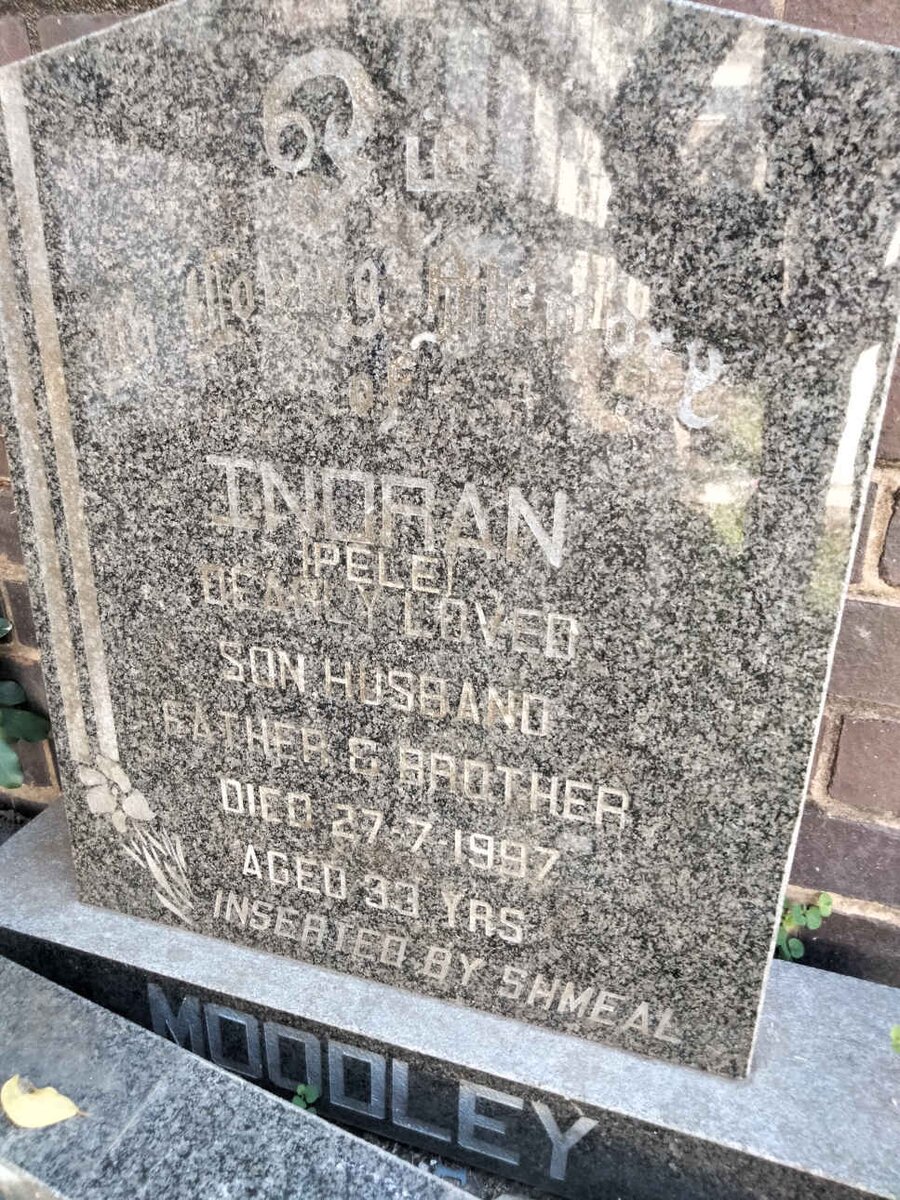 ஓம்
In Loving Memory
of
INDRAN
(PELE)
DEARLY LOVED
SON HUSBAND
FATHER & BROTHER
DIED 27-7-1997
AGED 33 YRS
INSERTED BY SHMEAL
MOODLEY